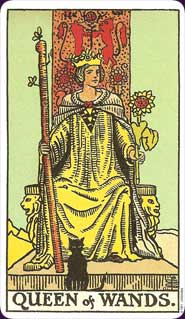 QUEEN of WANDS.